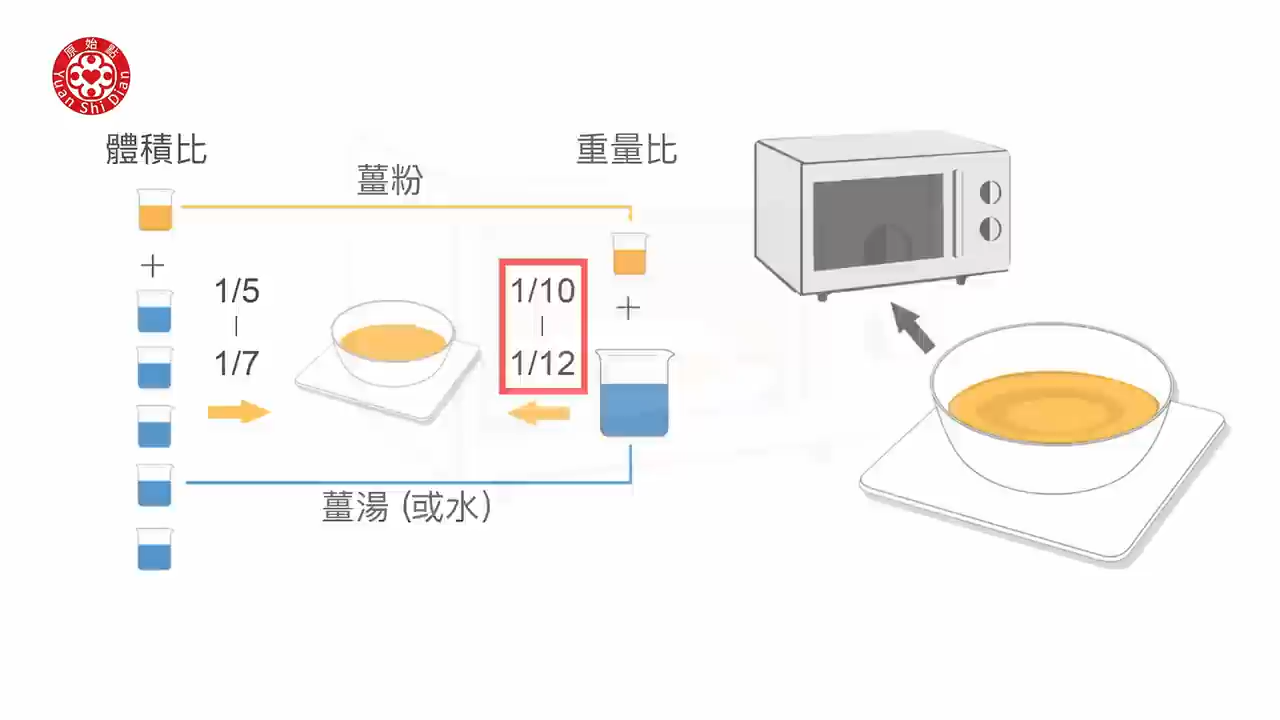 原始點
Yuan Shi Dian
體積比
重量比
薑粉
+
1/5
|
1/7
1/10
|
1/12
+
薑湯 (或水)